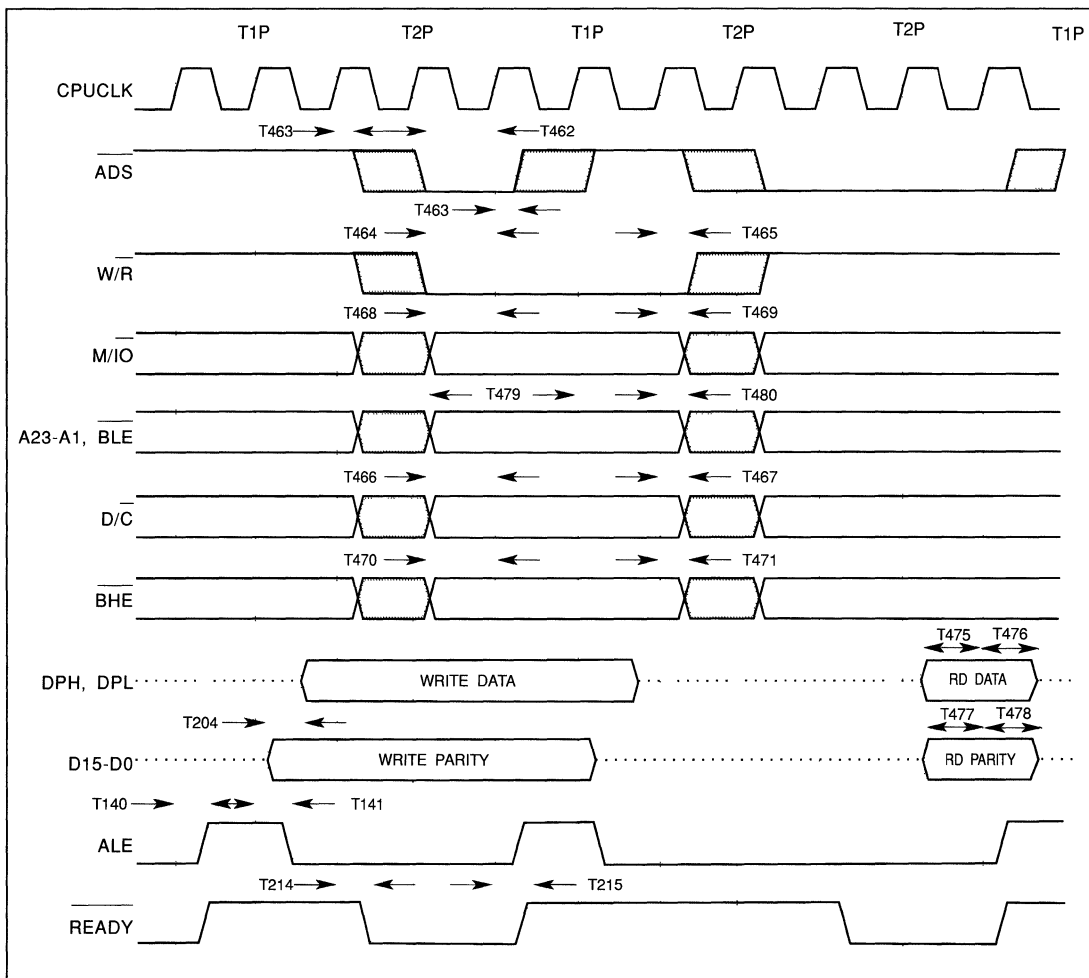 T1P T2P T1P T2P T2P T1P
CPUCLK
T463 T462
ADS
T463
T464 T465
W/R
T468 T469
M/IO
T479 T480
A23-A1, BLE
T466 T467
D/C
T470 T471
BHE
T475 T476
DPH, DPL WRITE DATA RD DATA
T204 T477 T478
D15-D0 WRITE PARITY RD PARITY
T140 T141
ALE
T214 T215
READY